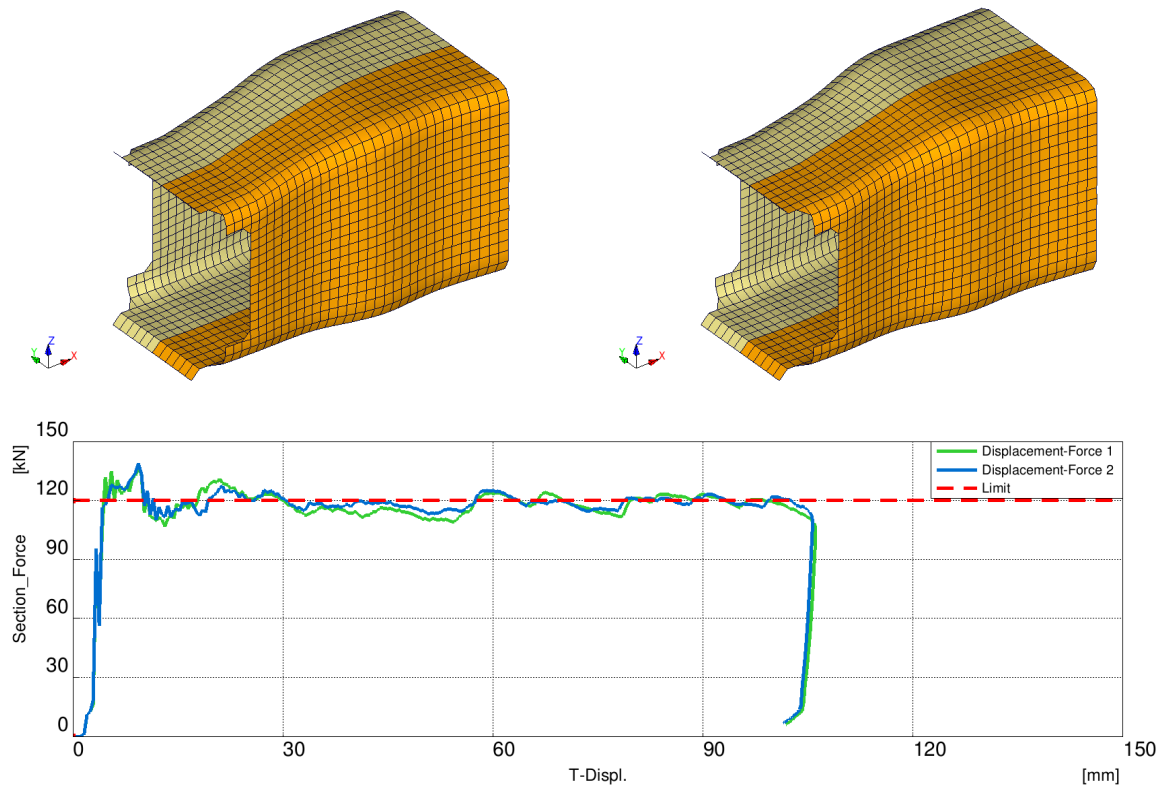 Z
Y
X
Z
Y
X
150
[kN]
120
90
60
30
0
Section_Force
Displacement-Force 1
Displacement-Force 2
Limit
0
30
60
90
120
150
T-Displ.
[mm]